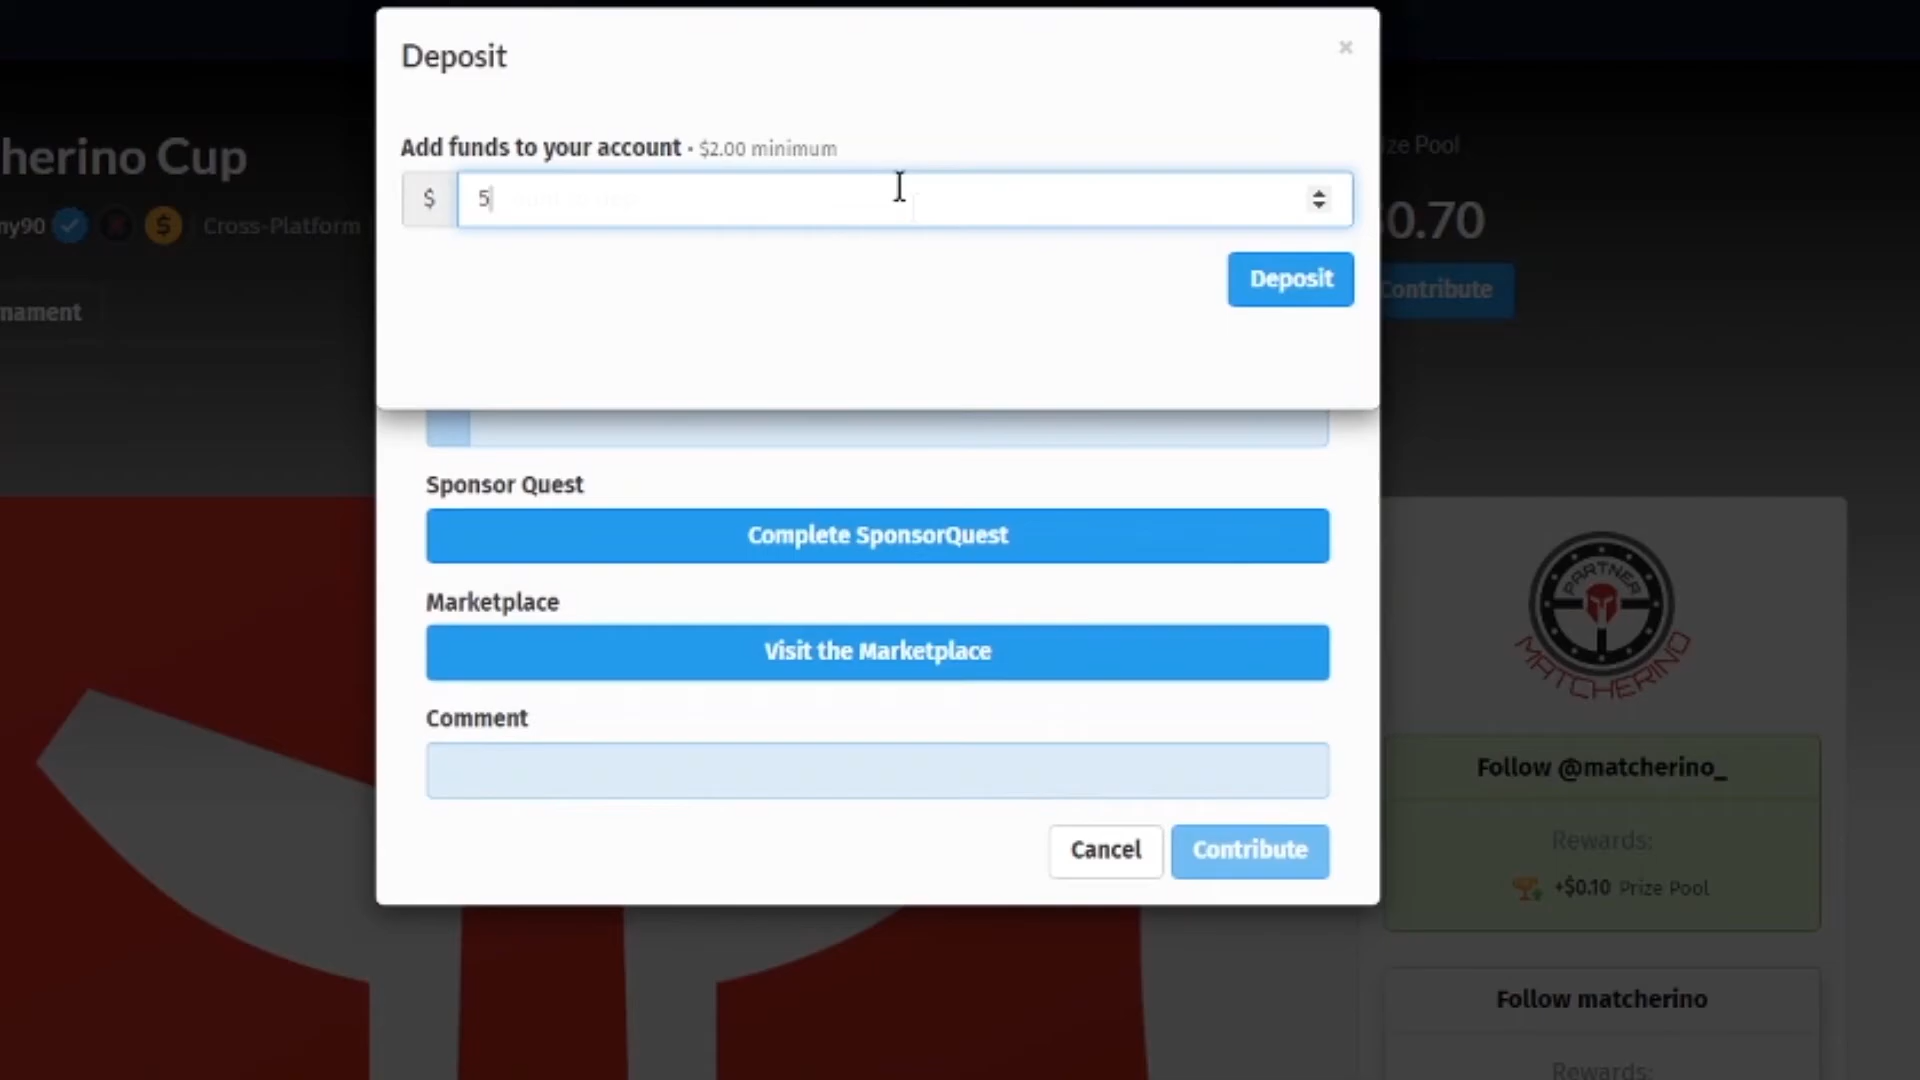 Deposit
×
Add funds to your account • $2.00 minimum
$ 5
Deposit
herino Cup
ny90
$
Cross-Platform
nament
ze Pool
0.70
Contribute
Sponsor Quest
Complete SponsorQuest
Marketplace
Visit the Marketplace
Comment
Cancel
Contribute
PARTNER
MATCHERINO
Follow @matcherino_
Rewards:
+$0.10 Prize Pool
Follow matcherino
Rewards: